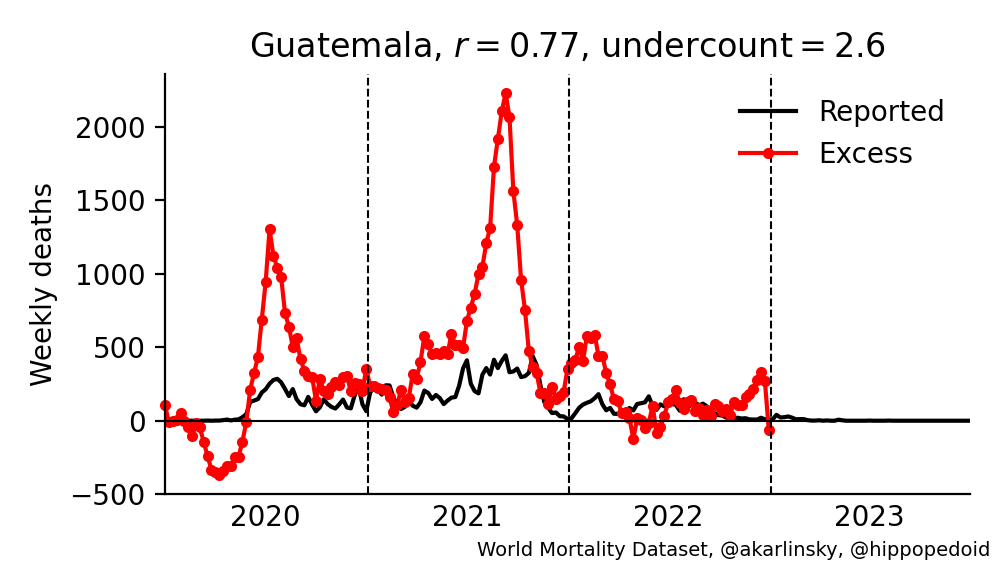 Guatemala, r = 0.77, undercount = 2.6
Reported
Excess
Weekly deaths
2000
1500
1000
500
0
−500
2020 2021 2022 2023
World Mortality Dataset, @akarlinsky, @hippopedoid